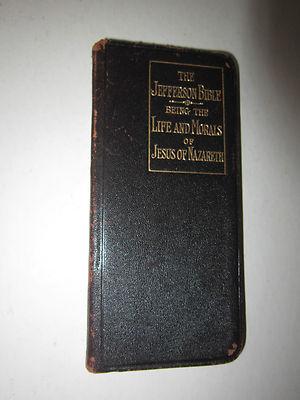 THE
JEFFERSON BIBLE
BEING THE
LIFE AND MORALS
OF
JESUS OF NAZARETH